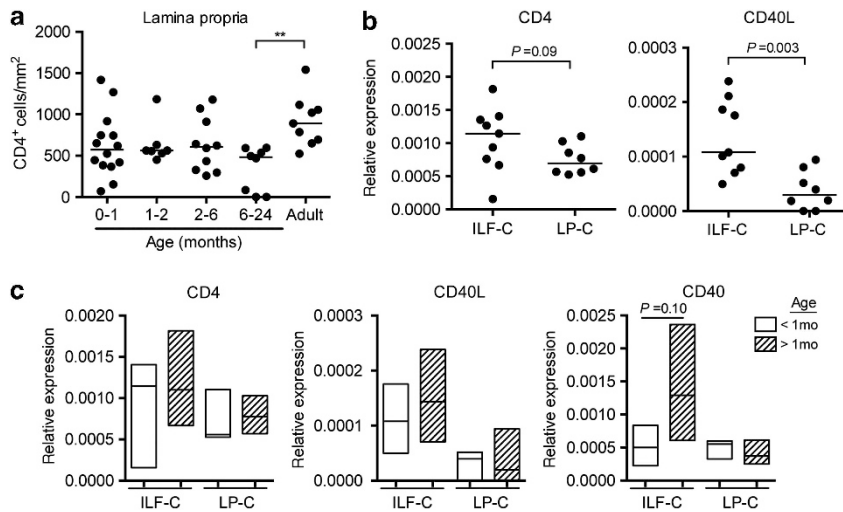 a
Lamina propria
**
CD4+ cells/mm²
2000
1500
1000
500
0
0-1 1-2 2-6 6-24 Adult
Age (months)
b
CD4
P=0.09
Relative expression
0.0025
0.0020
0.0015
0.0010
0.0005
0.0000
ILF-C LP-C
CD40L
P=0.003
0.0003
0.0002
0.0001
0.0000
ILF-C LP-C
c
CD4
Relative expression
0.0020
0.0015
0.0010
0.0005
0.0000
ILF-C LP-C
CD40L
Relative expression
0.0003
0.0002
0.0001
0.0000
ILF-C LP-C
CD40
P=0.10
Relative expression
0.0025
0.0020
0.0015
0.0010
0.0005
0.0000
ILF-C LP-C
Age
< 1mo
> 1mo